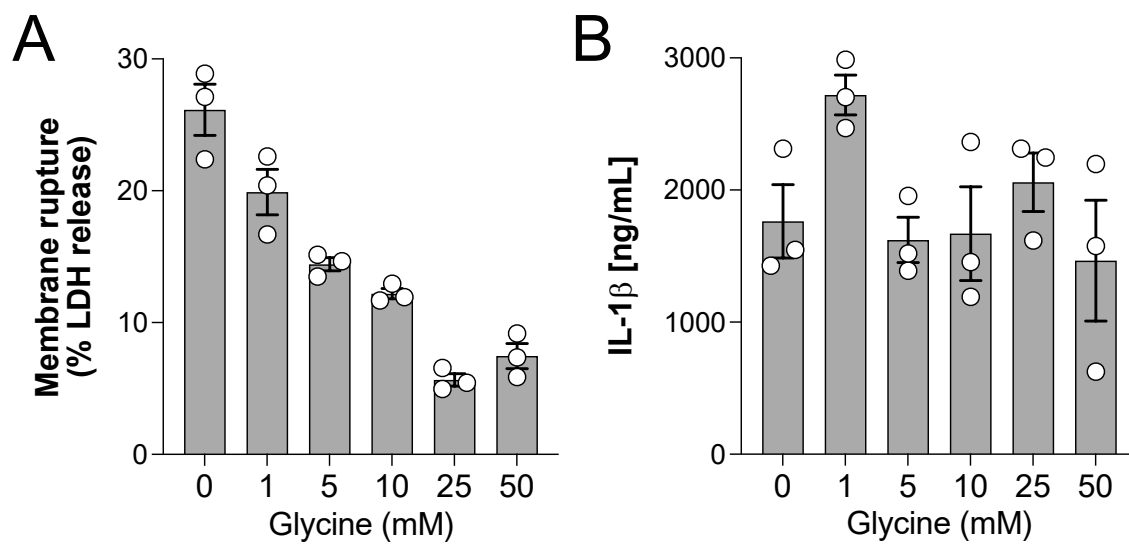 A
Membrane rupture
(% LDH release)
30
20
10
0
0 1 5 10 25 50
Glycine (mM)
B
IL-1β [ng/mL]
3000
2000
1000
0
0 1 5 10 25 50
Glycine (mM)